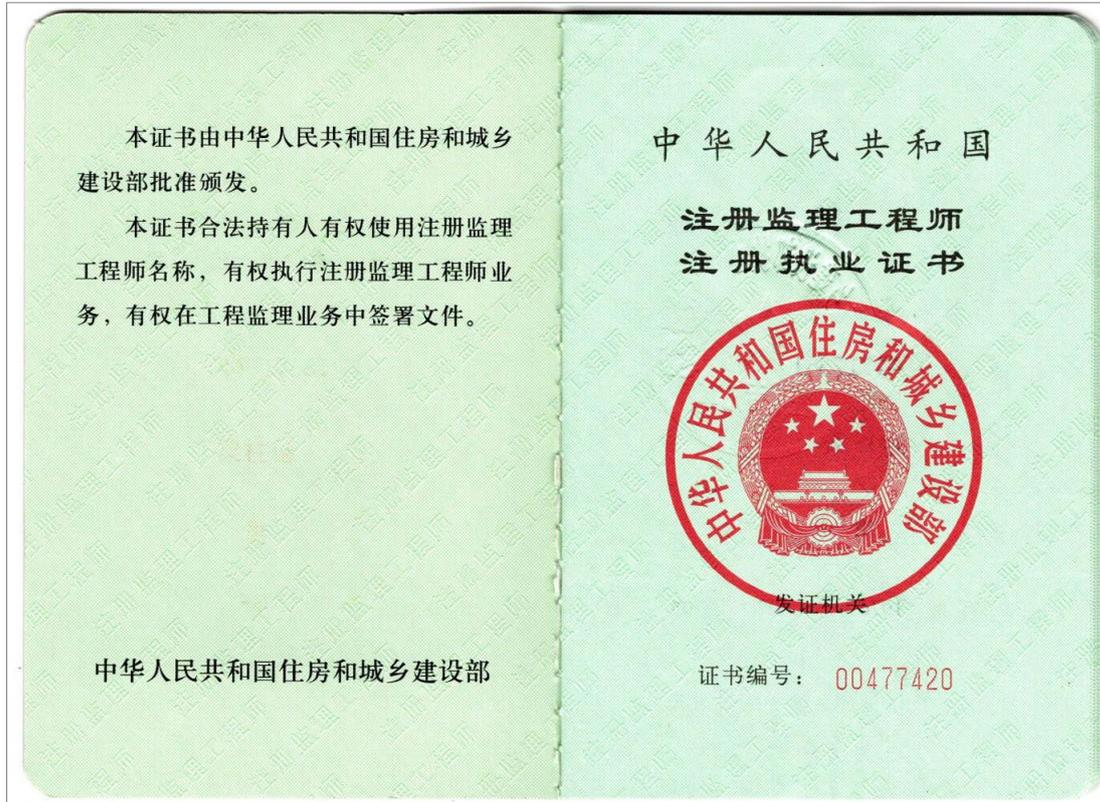 本证书由中华人民共和国住房和城乡
建设部批准颁发。
本证书合法持有人有权使用注册监理
工程师名称，有权执行注册监理工程师业
务，有权在工程监理业务中签署文件。
中华人民共和国住房和城乡建设部
中华人民共和国
注册监理工程师
注册执业证书
中华人民共和国住房和城乡建设部
发证机关
证书编号： 00477420